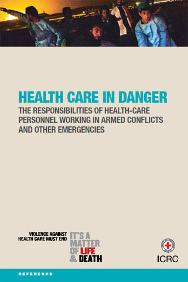 HEALTH CARE IN DANGER
THE RESPONSIBILITIES OF HEALTH-CARE
PERSONNEL WORKING IN ARMED CONFLICTS
AND OTHER EMERGENCIES
VIOLENCE AGAINST
HEALTH CARE MUST END
IT'S A
MATTER
OF LIFE
& DEATH
ICRC
REFERENCE